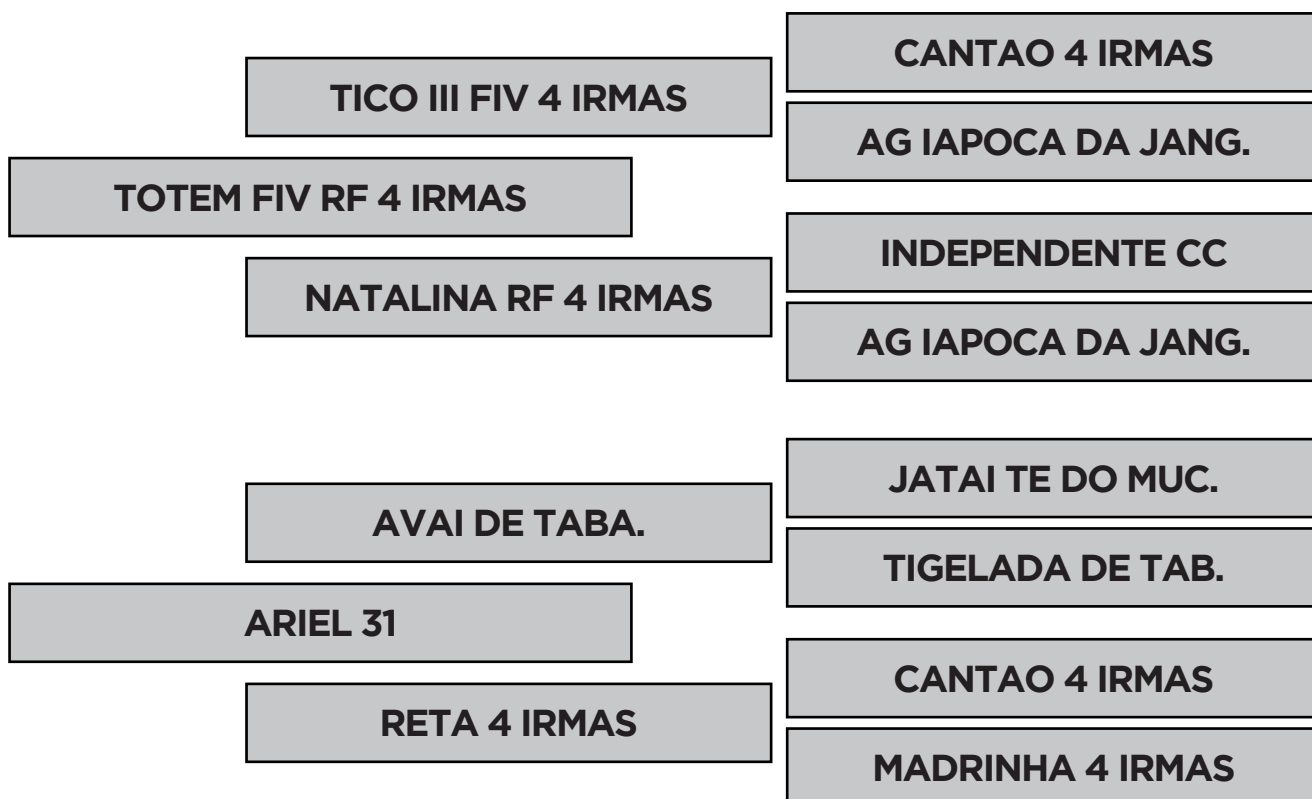 CANTAO 4 IRMAS
TICO III FIV 4 IRMAS
AG IAPOCA DA JANG.
TOTEM FIV RF 4 IRMAS
INDEPENDENTE CC
NATALINA RF 4 IRMAS
AG IAPOCA DA JANG.
JATAI TE DO MUC.
AVAI DE TABA.
TIGELADA DE TAB.
ARIEL 31
CANTAO 4 IRMAS
RETA 4 IRMAS
MADRINHA 4 IRMAS